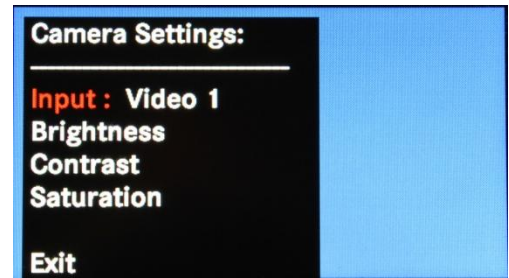 Camera Settings:
Input : Video 1
Brightness
Contrast
Saturation
Exit